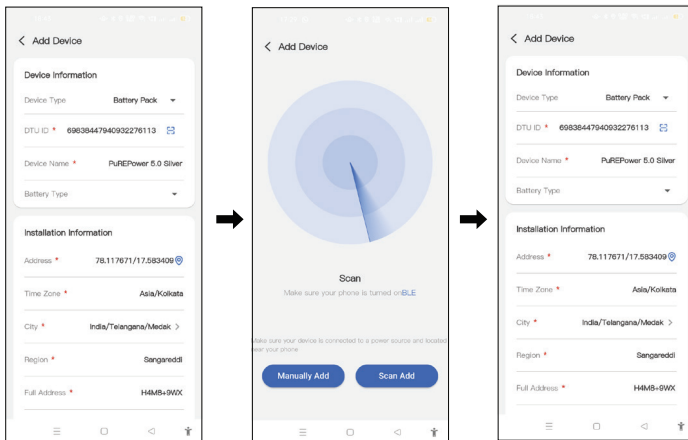 Add Device
Device Information
Device Type Battery Pack
DTU ID * 69838447940932276113
Device Name * PuREPower 5.0 Silver
Battery Type
Installation Information
Address * 78.117671/17.583409
Time Zone * Asia/Kolkata
City * India/Telangana/Medak >
Region * Sangareddi
Full Address * H4M8+9WX
Add Device
Scan
Make sure your phone is turned onBLE
Make sure your device is connected to a power source and located
near your phone
Manually Add Scan Add
Add Device
Device Information
Device Type Battery Pack
DTU ID * 69838447940932276113
Device Name * PuREPower 5.0 Silver
Battery Type
Installation Information
Address * 78.117671/17.583409
Time Zone * Asia/Kolkata
City * India/Telangana/Medak >
Region * Sangareddi
Full Address * H4M8+9WX